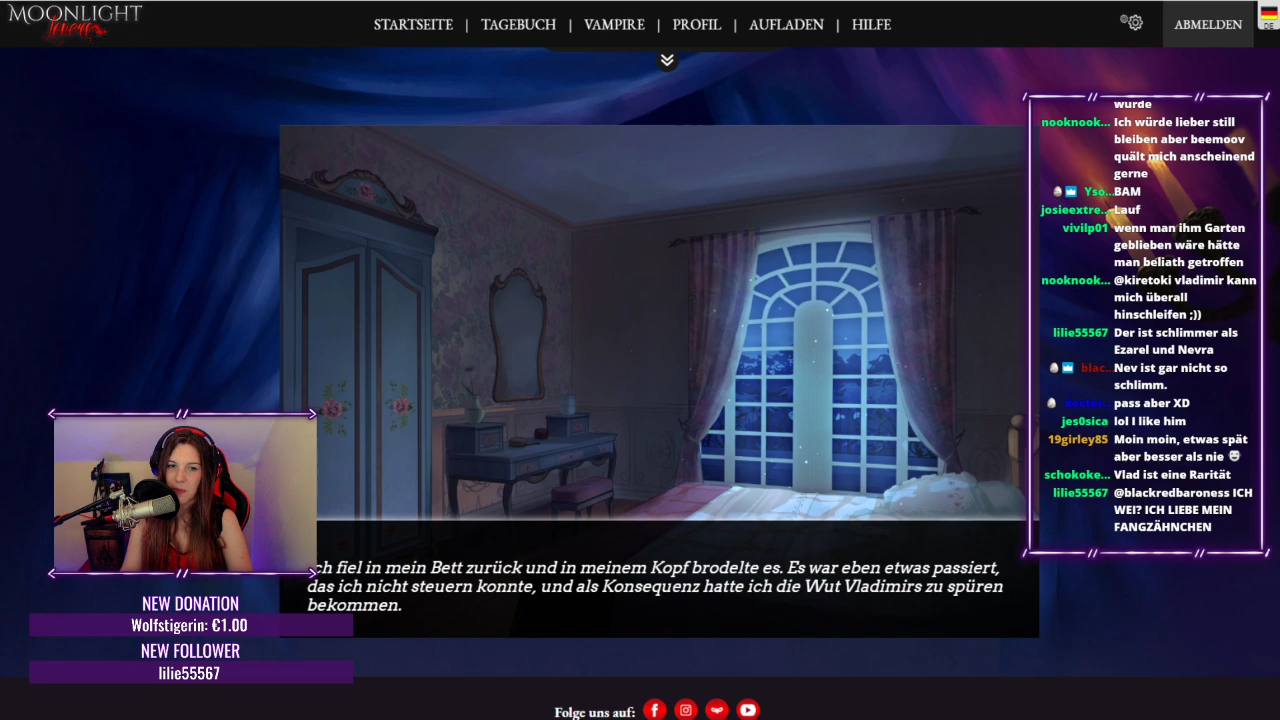 MOONLIGHT
Lovers
STARTSEITE | TAGEBUCH | VAMPIRE | PROFIL | AUFLADEN | HILFE
ABMELDEN
DE
wurde
nooknook... Ich würde lieber still
bleiben aber beemoov
quält mich anscheinend
gerne
Yso... BAM
josieextre... Lauf
vivilp01 wenn man ihm Garten
geblieben wäre hätte
man beliath getroffen
nooknook... @kiretoki vladimir kann
mich überall
hinschleifen ;))
lilie55567 Der ist schlimmer als
Ezarel und Nevra
blac... Nev ist gar nicht so
schlimm.
pass aber XD
jes0sica lol I like him
19girley85 Moin moin, etwas spät
aber besser als nie
schokoke... Vlad ist eine Rarität
lilie55567 @blackredbaroness ICH
WEI? ICH LIEBE MEIN
FANGZÄHNCHEN
ch fiel in mein Bett zurück und in meinem Kopf brodelte es. Es war eben etwas passiert,
das ich nicht steuern konnte, und als Konsequenz hatte ich die Wut Vladimirs zu spüren
bekommen.
NEW DONATION
Wolfstigerin: €1.00
NEW FOLLOWER
lilie55567
Folge uns auf: